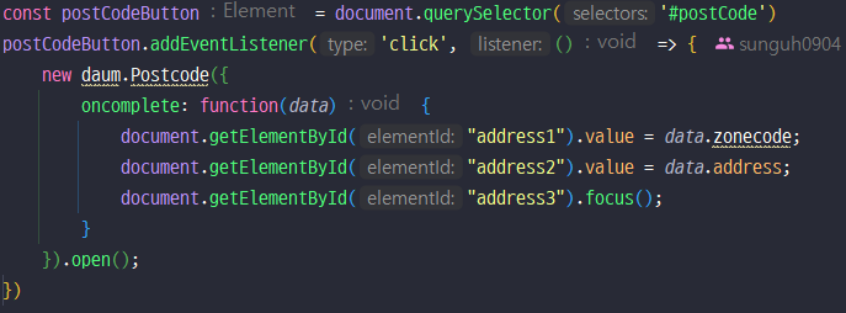 const postCodeButton : Element = document.querySelector( selectors: '#postCode')
postCodeButton.addEventListener( type: 'click', listener: () : void => { sunguh0904
new daum.Postcode({
oncomplete: function(data) : void {
document.getElementById( elementId: "address1").value = data.zonecode;
document.getElementById( elementId: "address2").value = data.address;
document.getElementById( elementId: "address3").focus();
}
}).open();
})